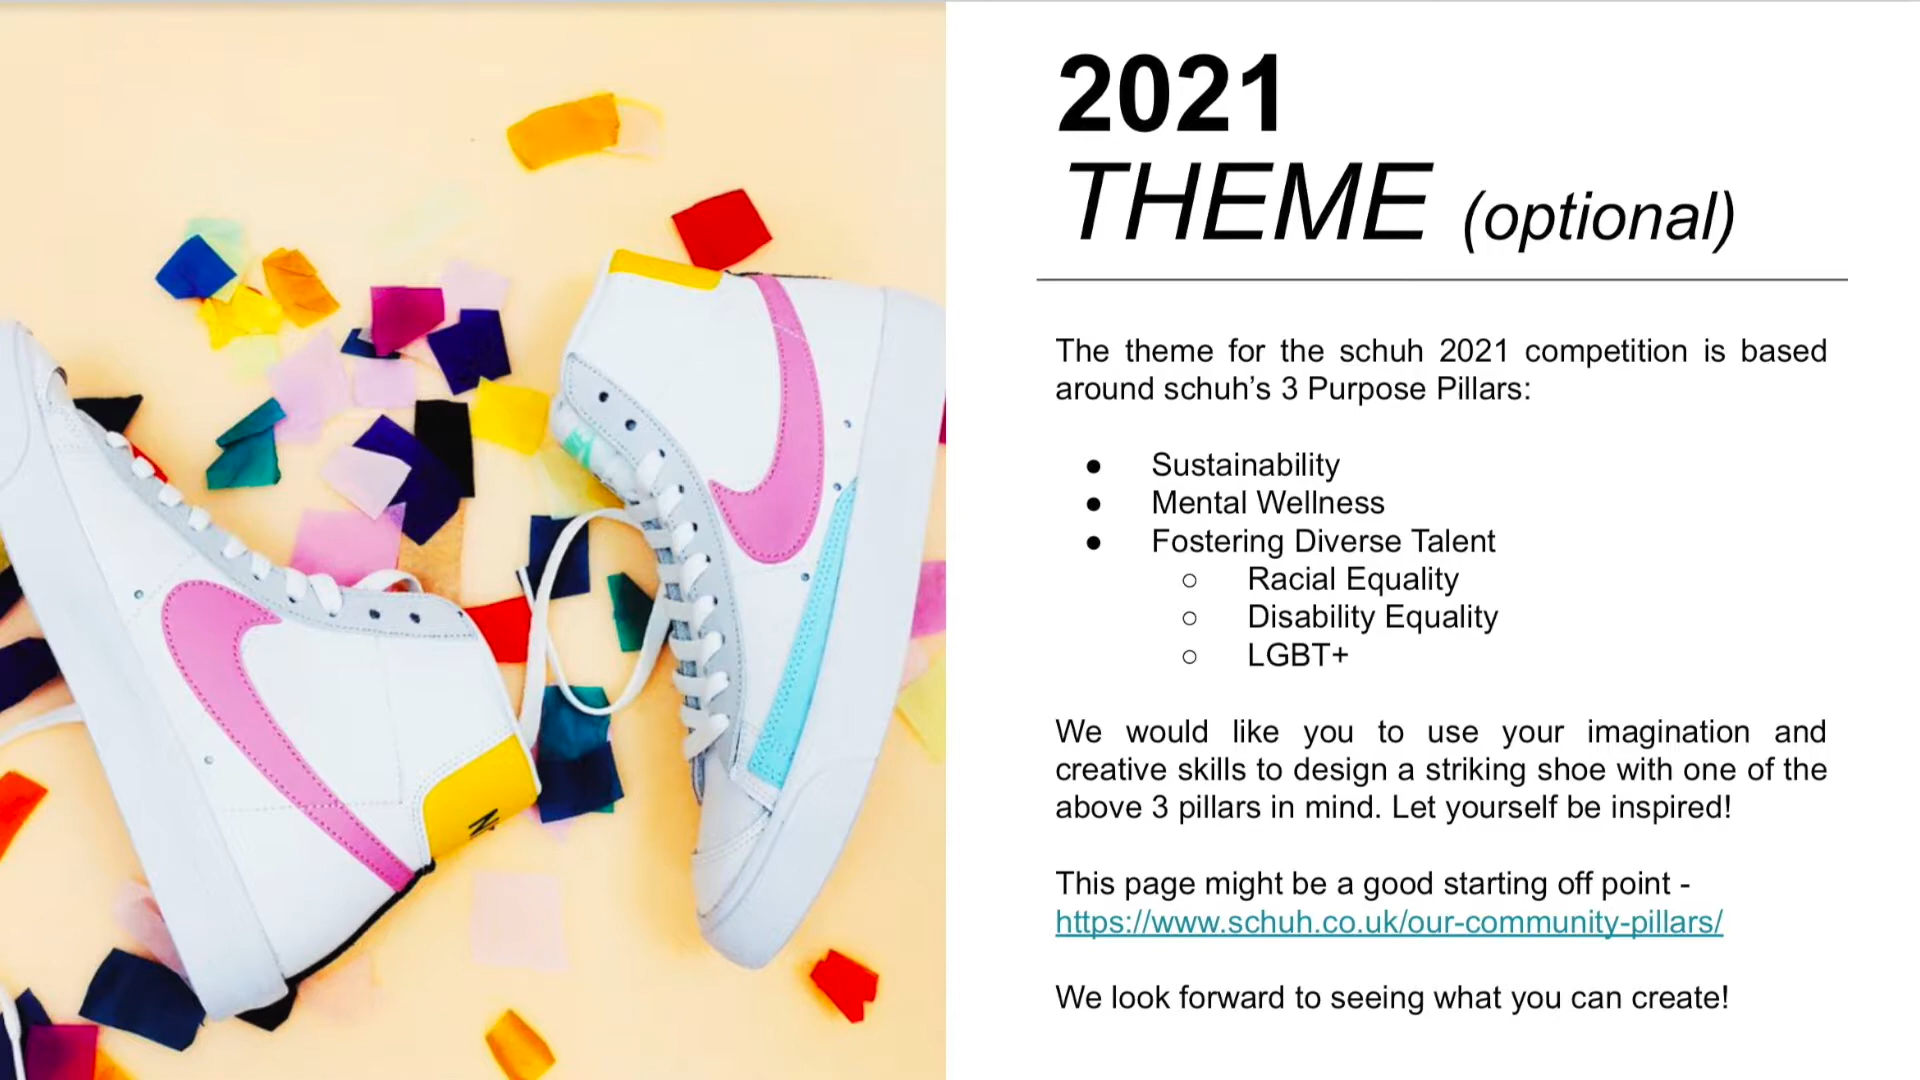 2021
THEME (optional)
The theme for the schuh 2021 competition is based
around schuh’s 3 Purpose Pillars:
● Sustainability
● Mental Wellness
● Fostering Diverse Talent
○ Racial Equality
○ Disability Equality
○ LGBT+
We would like you to use your imagination and
creative skills to design a striking shoe with one of the
above 3 pillars in mind. Let yourself be inspired!
This page might be a good starting off point -
https://www.schuh.co.uk/our-community-pillars/
We look forward to seeing what you can create!